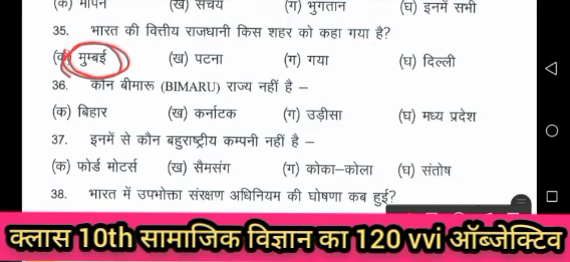 (क) मापन (ख) संचय (ग) भुगतान (घ) इनमें सभी
35. भारत की वित्तीय राजधानी किस शहर को कहा गया है?
(क) मुम्बई (ख) पटना (ग) गया (घ) दिल्ली
36. कौन बीमारू (BIMARU) राज्य नहीं है –
(क) बिहार (ख) कर्नाटक (ग) उड़ीसा (घ) मध्य प्रदेश
37. इनमें से कौन बहुराष्ट्रीय कम्पनी नहीं है –
(क) फोर्ड मोटर्स (ख) सैमसंग (ग) कोका–कोला (घ) संतोष
38. भारत में उपभोक्ता संरक्षण अधिनियम की घोषणा कब हुई?
क्लास 10th सामाजिक विज्ञान का 120 vvi ऑब्जेक्टिव